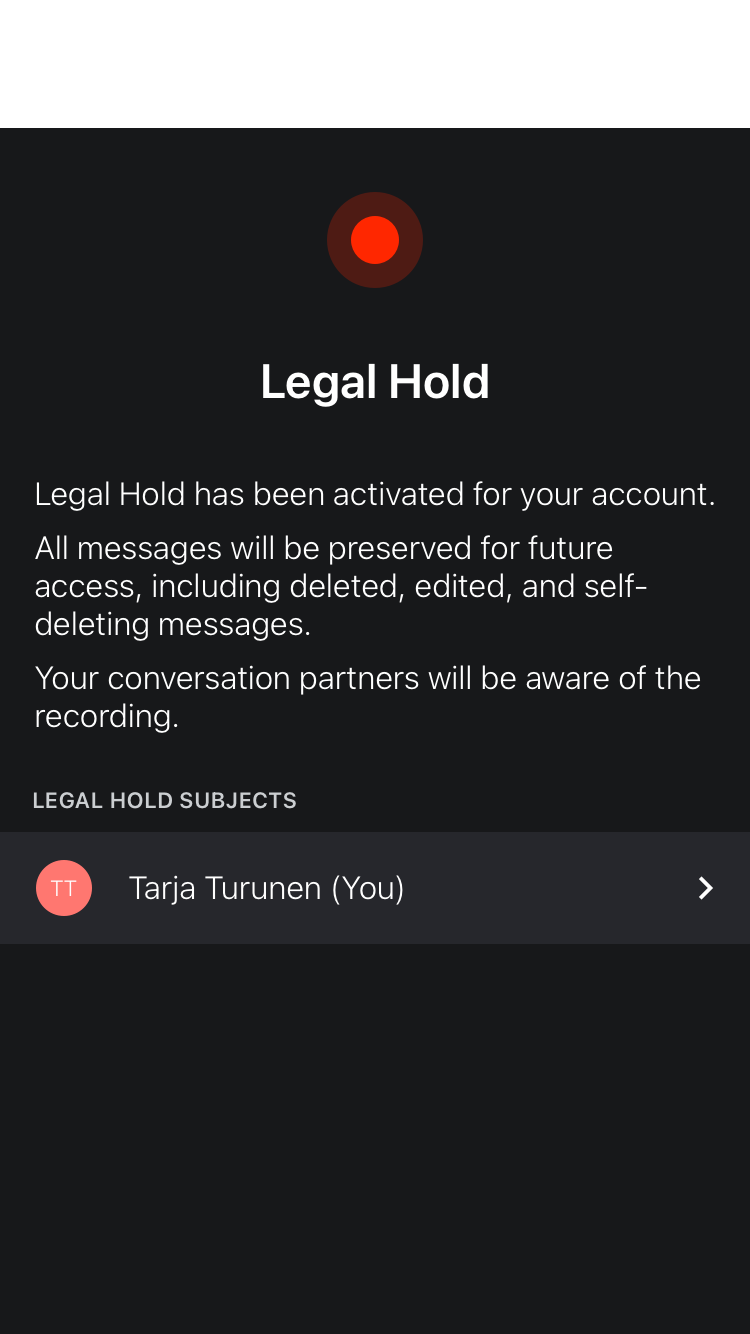 Legal Hold
Legal Hold has been activated for your account.
All messages will be preserved for future
access, including deleted, edited, and self-
deleting messages.
Your conversation partners will be aware of the
recording.
LEGAL HOLD SUBJECTS
TT
Tarja Turunen (You)